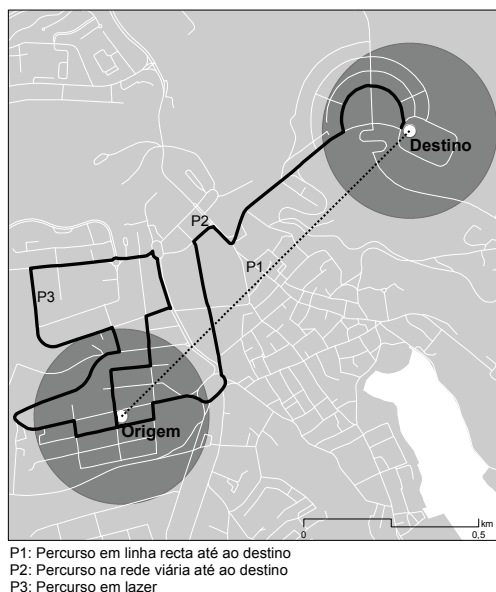 Destino
P2
P1
P3
Origem
km
0
0,5
P1: Percurso em linha recta até ao destino
P2: Percurso na rede viária até ao destino
P3: Percurso em lazer